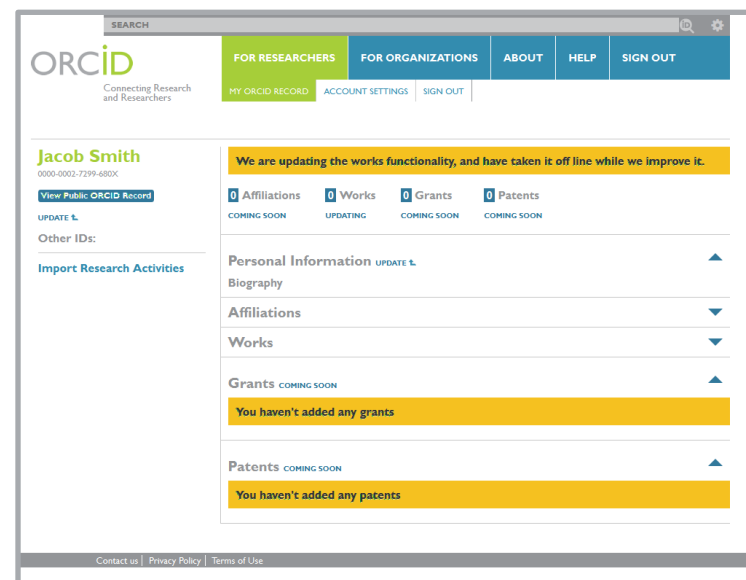 SEARCH
iD
ORCiD
Connecting Research
and Researchers
FOR RESEARCHERS FOR ORGANIZATIONS ABOUT HELP SIGN OUT
MY ORCID RECORD ACCOUNT SETTINGS SIGN OUT
Jacob Smith
0000-0002-7299-680X
View Public ORCID Record
UPDATE
Other IDs:
Import Research Activities
We are updating the works functionality, and have taken it off line while we improve it.
0 Affiliations 0 Works 0 Grants 0 Patents
COMING SOON UPDATING COMING SOON COMING SOON
Personal Information UPDATE
Biography
Affiliations
Works
Grants COMING SOON
You haven't added any grants
Patents COMING SOON
You haven't added any patents
Contact us | Privacy Policy | Terms of Use